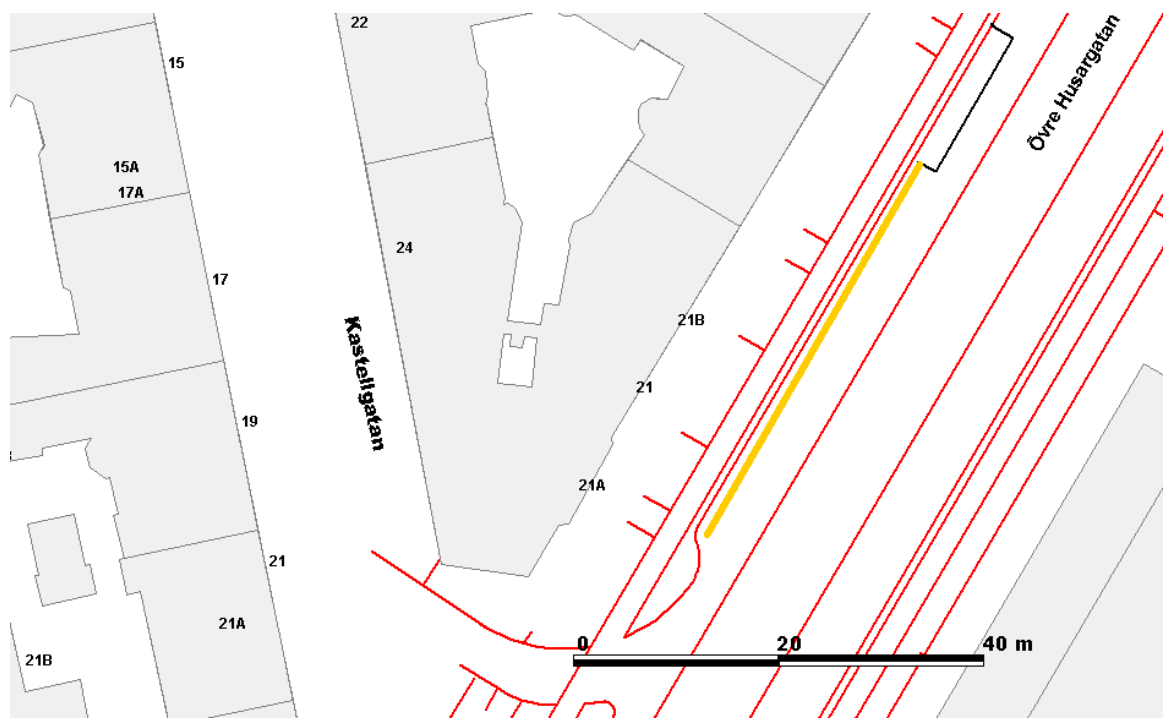 22
15
Övre Husargatan
15A
17A
24
17
21B
Kastellgatan
21
19
21A
21
21A
0 20 40 m
21B